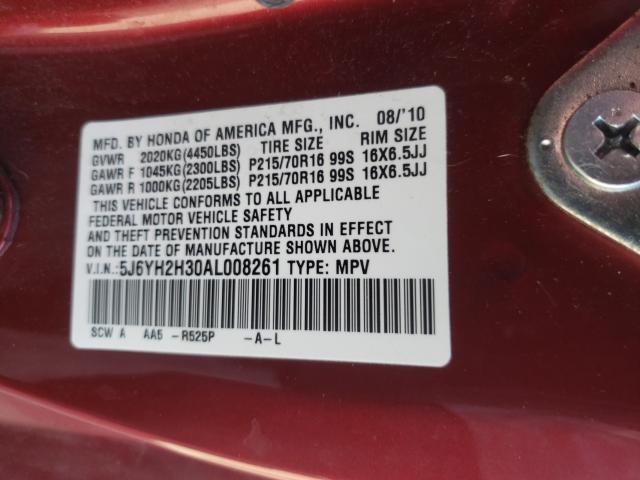 MFD. BY HONDA OF AMERICA MFG., INC. 08/'10
GVWR 2020KG(4450LBS) TIRE SIZE RIM SIZE
GAWR F 1045KG(2300LBS) P215/70R16 99S 16X6.5JJ
GAWR R 1000KG(2205LBS) P215/70R16 99S 16X6.5JJ
THIS VEHICLE CONFORMS TO ALL APPLICABLE
FEDERAL MOTOR VEHICLE SAFETY
AND THEFT PREVENTION STANDARDS IN EFFECT
ON THE DATE OF MANUFACTURE SHOWN ABOVE.
V.I.N.:5J6YH2H30AL008261 TYPE: MPV
SCW A AA5 -R525P -A-L